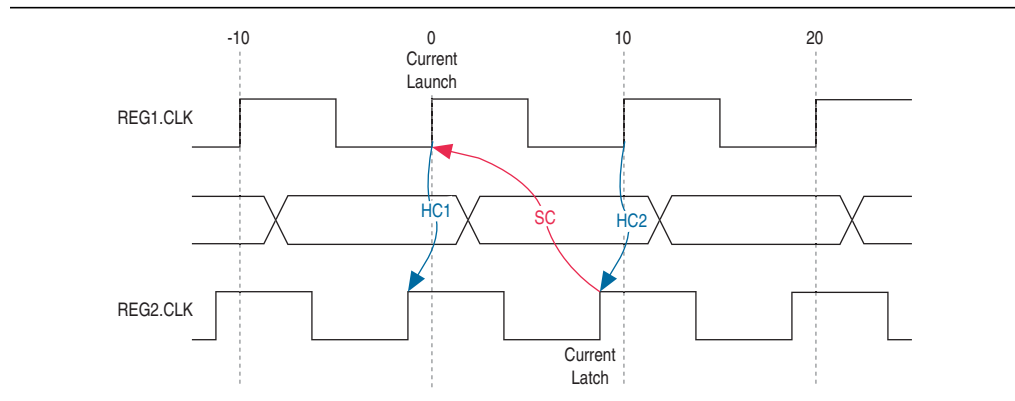 -10 0 10 20
Current
Launch
REG1.CLK
HC1 SC HC2
REG2.CLK
Current
Latch